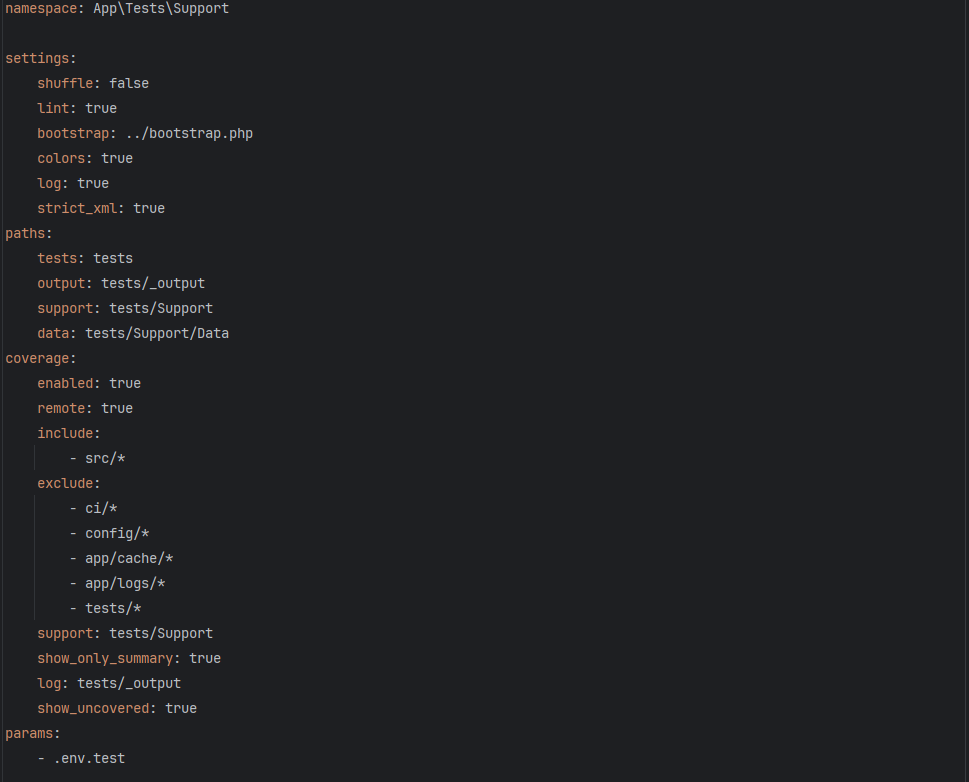 namespace: App\Tests\Support

settings:
    shuffle: false
    lint: true
    bootstrap: ../bootstrap.php
    colors: true
    log: true
    strict_xml: true
paths:
    tests: tests
    output: tests/_output
    support: tests/Support
    data: tests/Support/Data
coverage:
    enabled: true
    remote: true
    include:
        - src/*
    exclude:
        - ci/*
        - config/*
        - app/cache/*
        - app/logs/*
        - tests/*
    support: tests/Support
    show_only_summary: true
    log: tests/_output
    show_uncovered: true
params:
    - .env.test